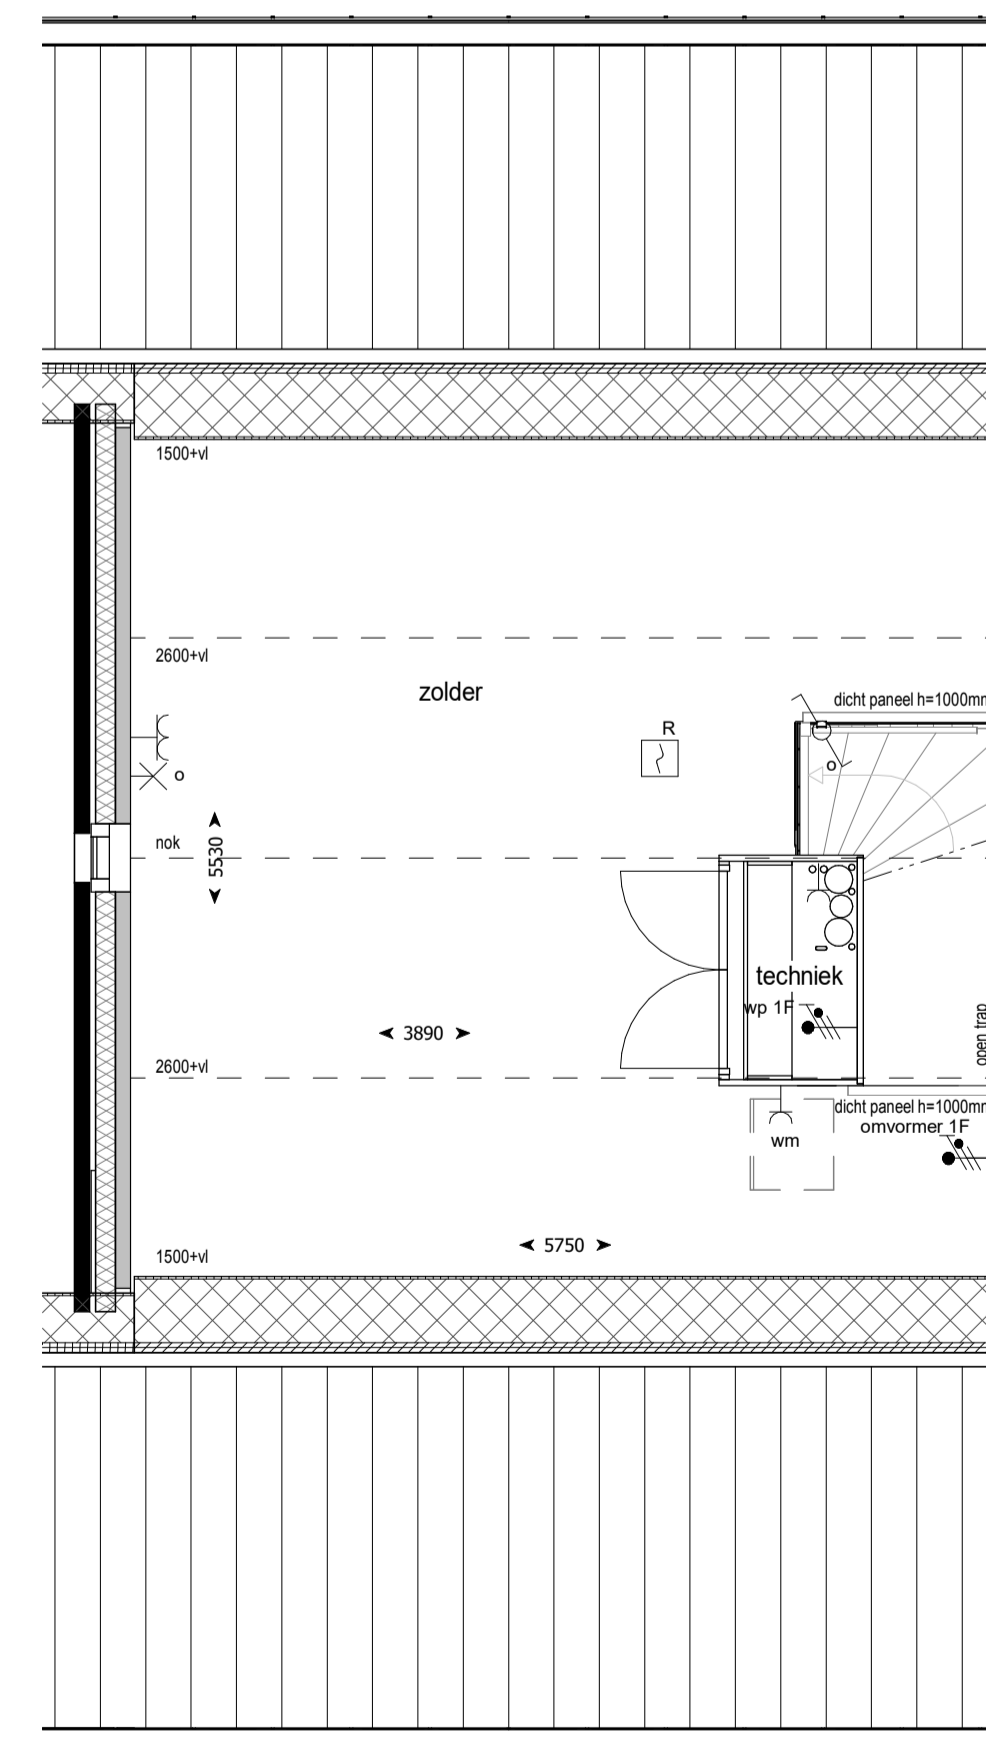 1500+vl
2600+vl
zolder
dicht paneel h=1000mm
R
o
o
nok
5530
techniek
wp 1F
3890
open trap
2600+vl
dicht paneel h=1000mm
omvormer 1F
wm
5750
1500+vl